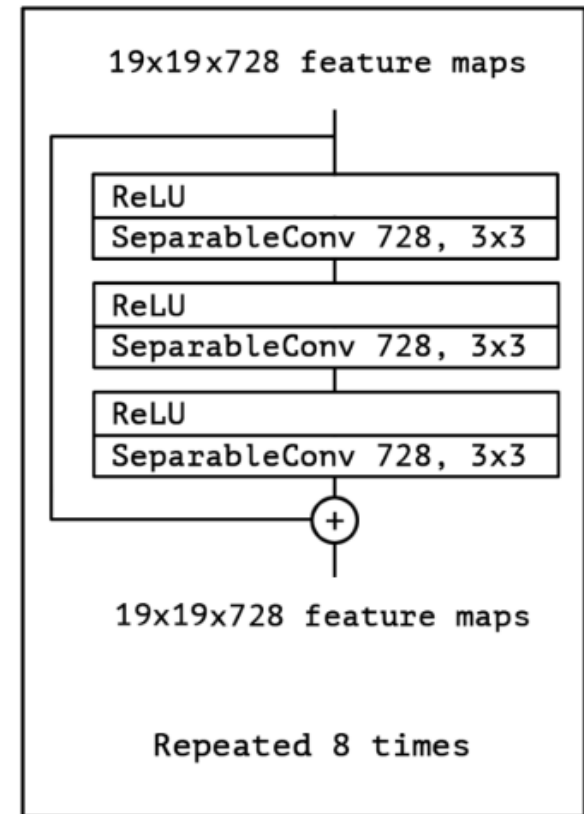 19x19x728 feature maps
ReLU
SeparableConv 728, 3x3
ReLU
SeparableConv 728, 3x3
ReLU
SeparableConv 728, 3x3
+
19x19x728 feature maps
Repeated 8 times